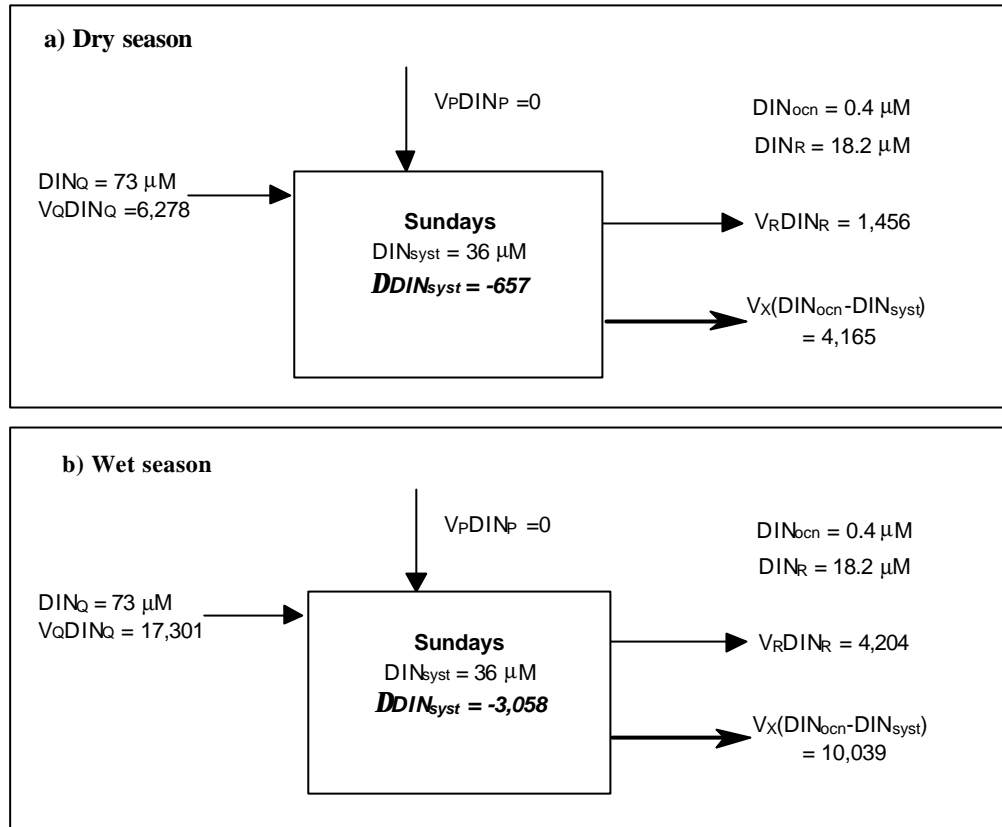 a) Dry season
VPDINP =0
DINocn = 0.4 μM
DINR = 18.2 μM
DINQ = 73 μM
VQDINQ =6,278
Sundays
DINsyst = 36 μM
DDINsyst = -657
VRDINR = 1,456
VX(DINocn-DINsyst)
= 4,165
b) Wet season
VPDINP =0
DINocn = 0.4 μM
DINR = 18.2 μM
DINQ = 73 μM
VQDINQ = 17,301
Sundays
DINsyst = 36 μM
DDINsyst = -3,058
VRDINR = 4,204
VX(DINocn-DINsyst)
= 10,039